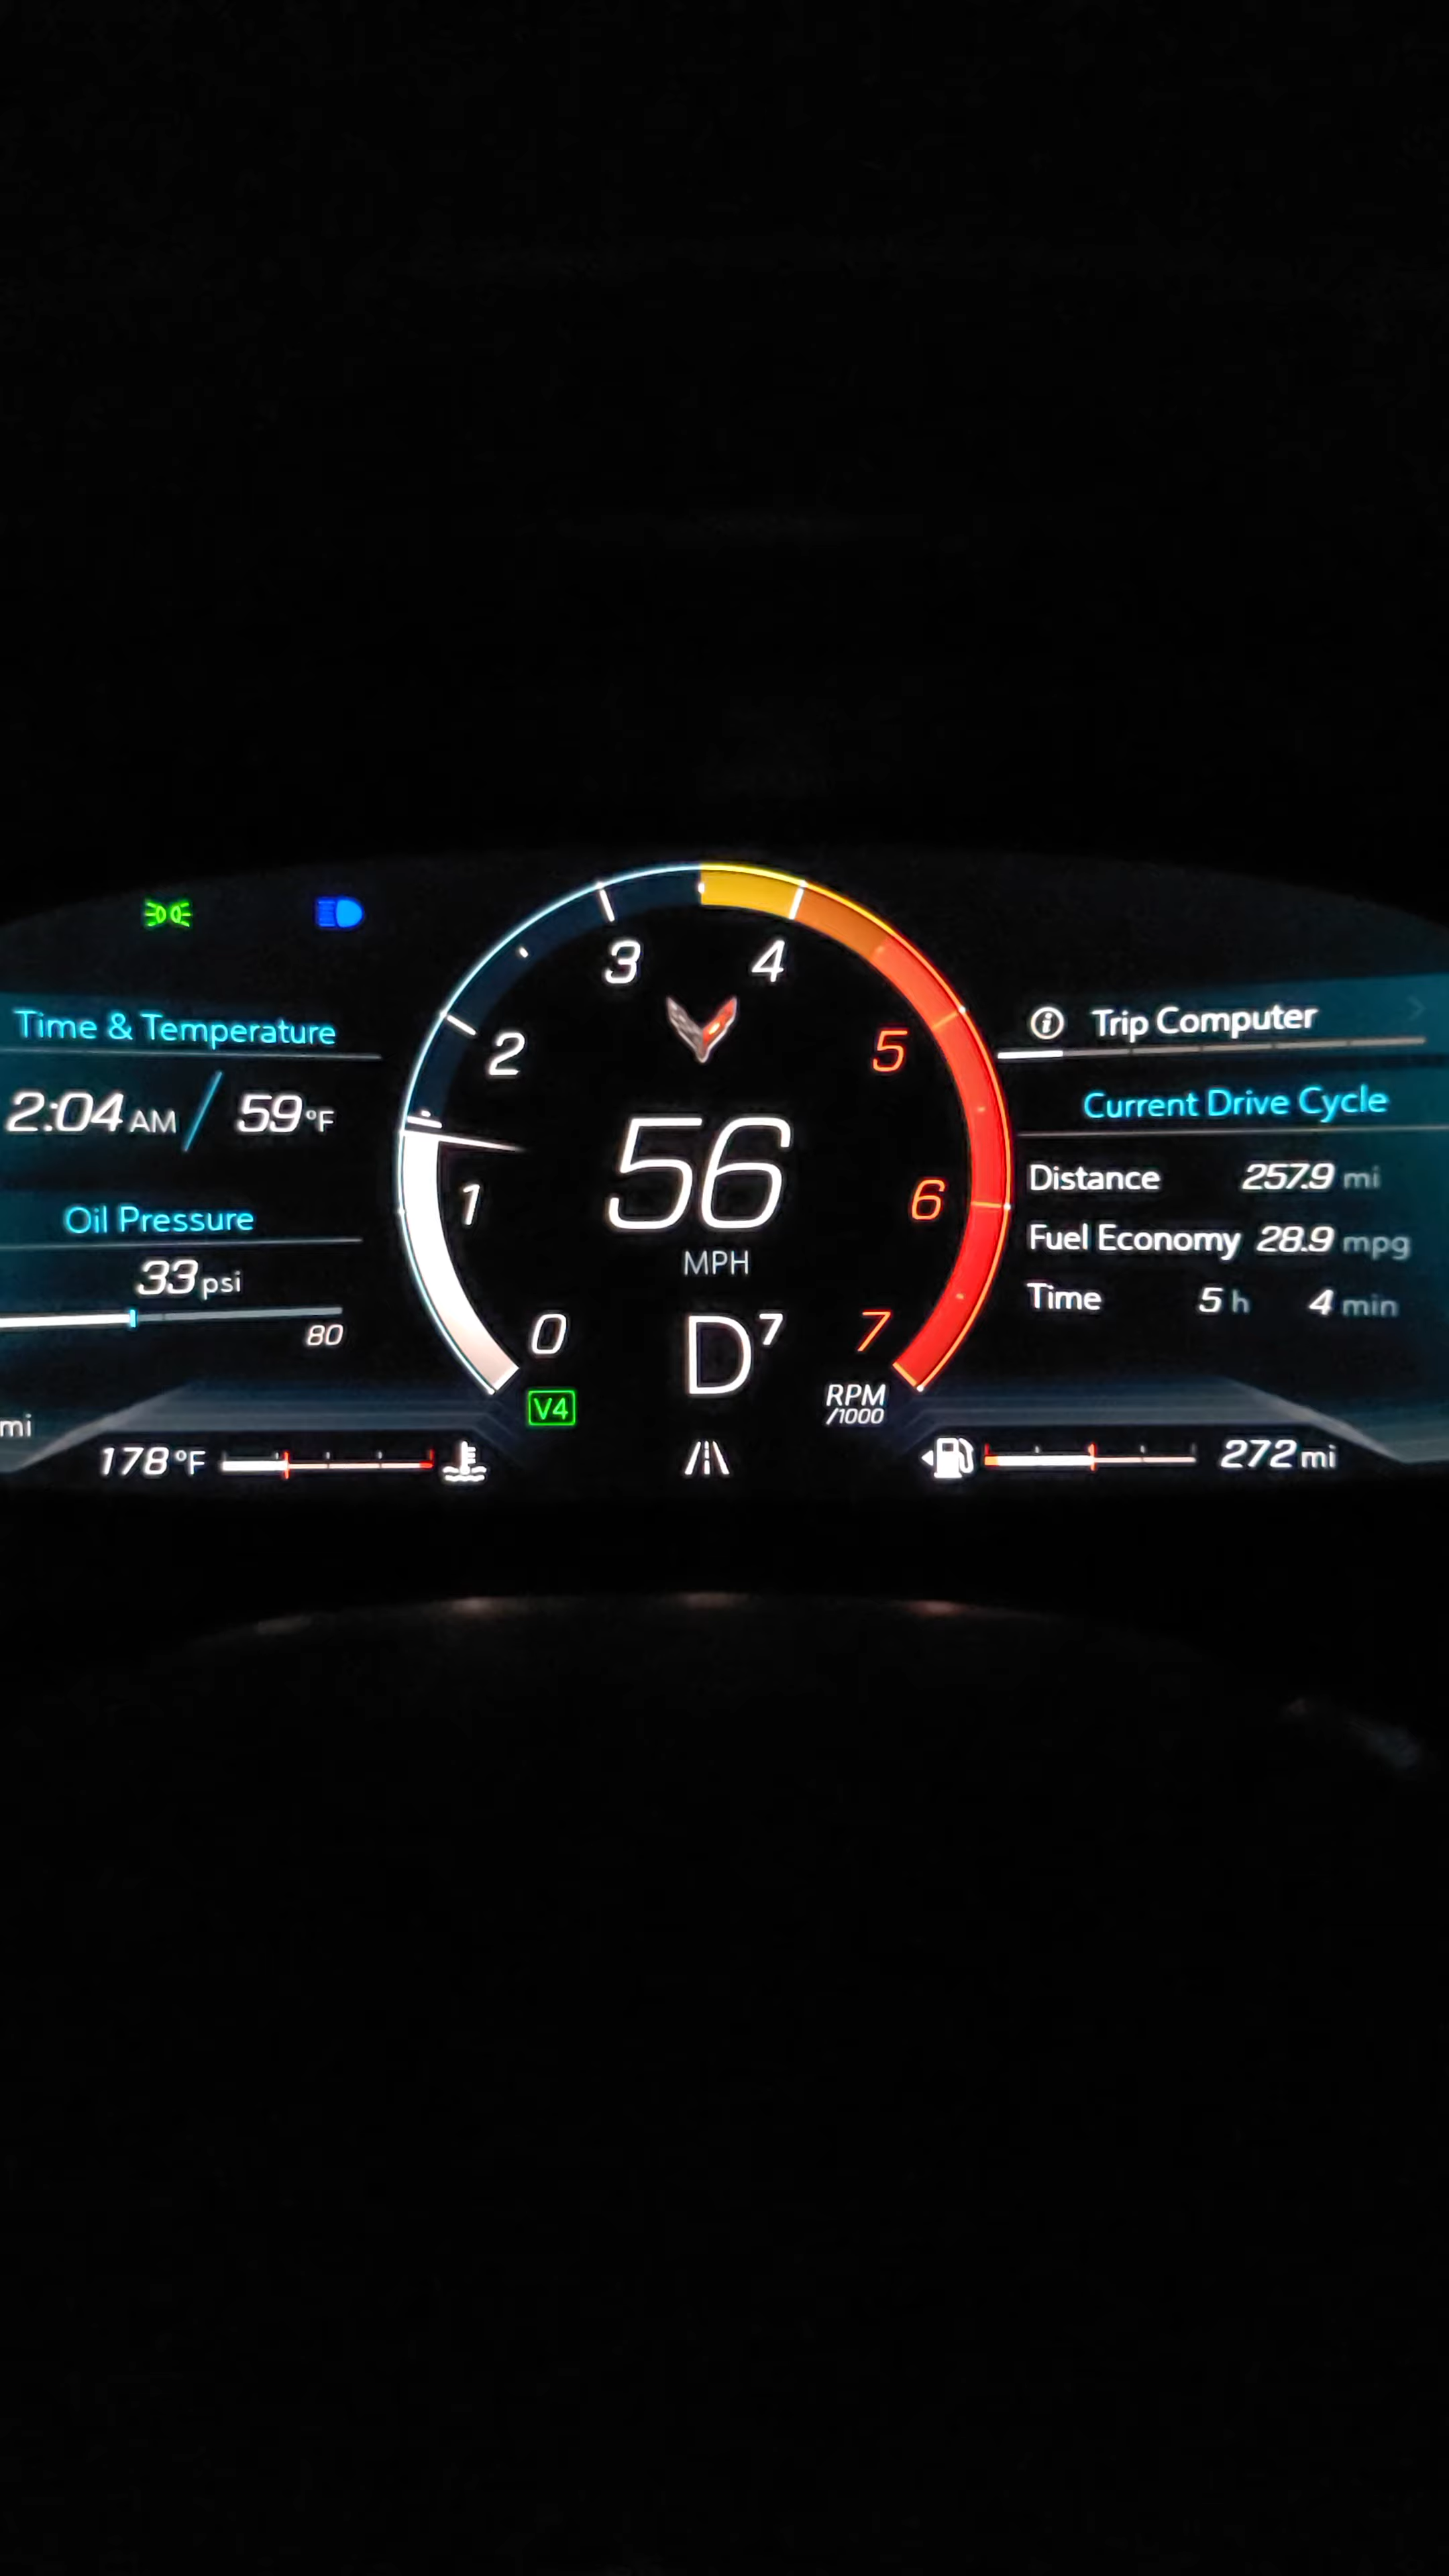 Time & Temperature
2:04 AM / 59 °F
Oil Pressure
33 psi
80
mi
178 °F
3
4
2
5
1
6
0
7
56
MPH
D7
V4
RPM
/1000
Trip Computer
Current Drive Cycle
Distance 257.9 mi
Fuel Economy 28.9 mpg
Time 5 h 4 min
272 mi